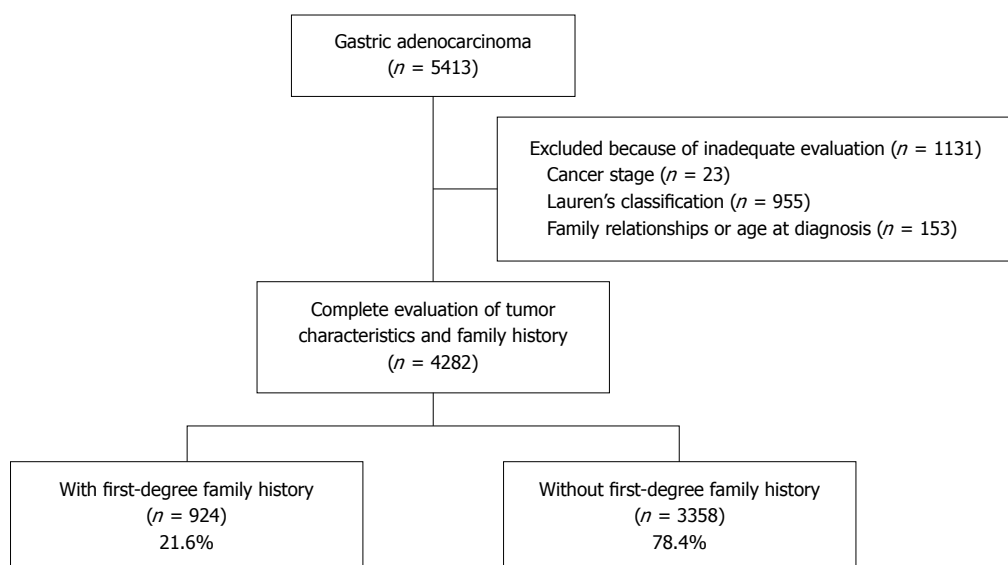 Gastric adenocarcinoma
(n = 5413)
Excluded because of inadequate evaluation (n = 1131)
Cancer stage (n = 23)
Lauren's classification (n = 955)
Family relationships or age at diagnosis (n = 153)
Complete evaluation of tumor
characteristics and family history
(n = 4282)
With first-degree family history
(n = 924)
21.6%
Without first-degree family history
(n = 3358)
78.4%